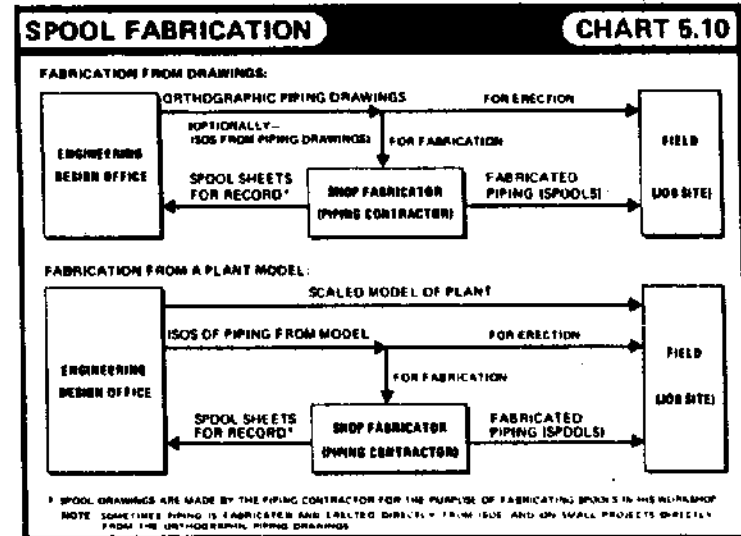 SPOOL FABRICATION
CHART 5.10
FABRICATION FROM DRAWINGS:
ORTHOGRAPHIC PIPING DRAWINGS
FOR ERECTION
(OPTIONALLY—
ISOS FROM PIPING DRAWINGS)
FOR FABRICATION
ENGINEERING
DESIGN OFFICE
FIELD
(JOB SITE)
SPOOL SHEETS
FOR RECORD*
SHOP FABRICATOR
(PIPING CONTRACTOR)
FABRICATED
PIPING (SPOOLS)
FABRICATION FROM A PLANT MODEL:
SCALED MODEL OF PLANT
ISOS OF PIPING FROM MODEL
FOR ERECTION
ENGINEERING
DESIGN OFFICE
FIELD
(JOB SITE)
FOR FABRICATION
SPOOL SHEETS
FOR RECORD*
SHOP FABRICATOR
(PIPING CONTRACTOR)
FABRICATED
PIPING (SPOOLS)
* SPOOL DRAWINGS ARE MADE BY THE PIPING CONTRACTOR FOR THE PURPOSE OF FABRICATING SPOOLS IN HIS WORKSHOP
NOTE SOMETIMES PIPING IS FABRICATED AND ERECTED DIRECTLY FROM ISOS AND ON SMALL PROJECTS DIRECTLY
FROM THE ORTHOGRAPHIC PIPING DRAWINGS